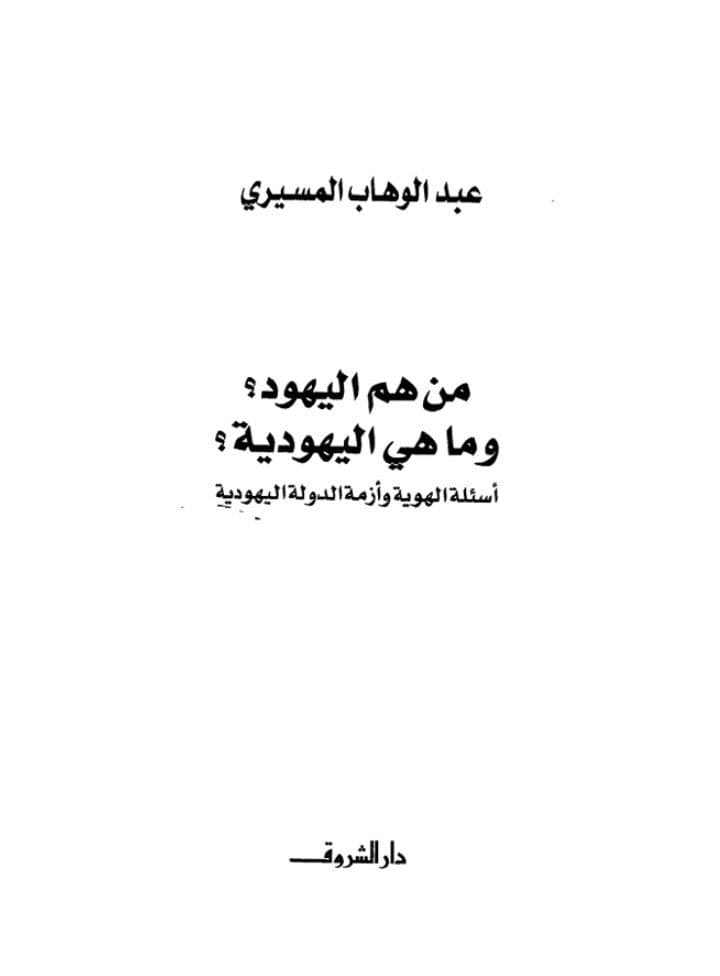 عبد الوهاب المسيري
من هم اليهود؟
وما هي اليهودية؟
أسئلة الهوية وأزمة الدولة اليهودية
دار الشروق